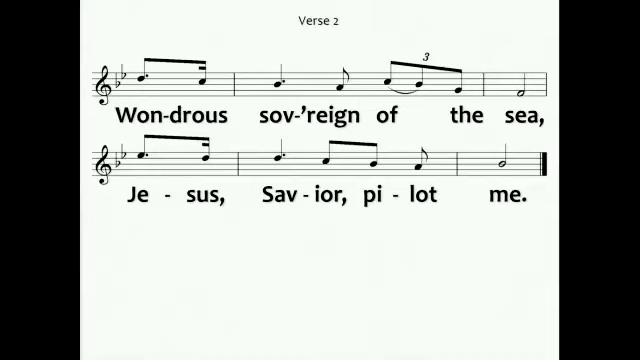 Verse 2
3
Won-drous sov-'reign of the sea,
Je - sus, Sav - ior, pi - lot me.